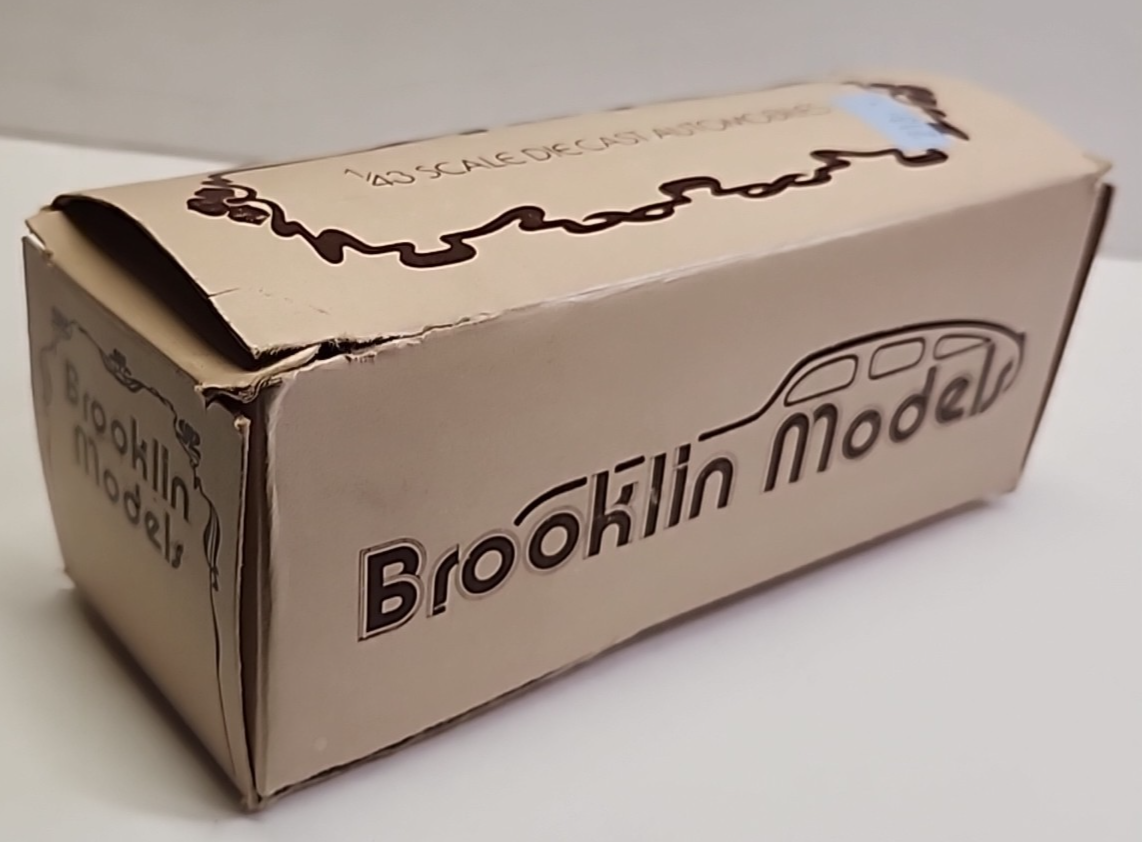 1/43 SCALE DIECAST AUTOMOBILES
Brooklin
Models
Brooklin Models